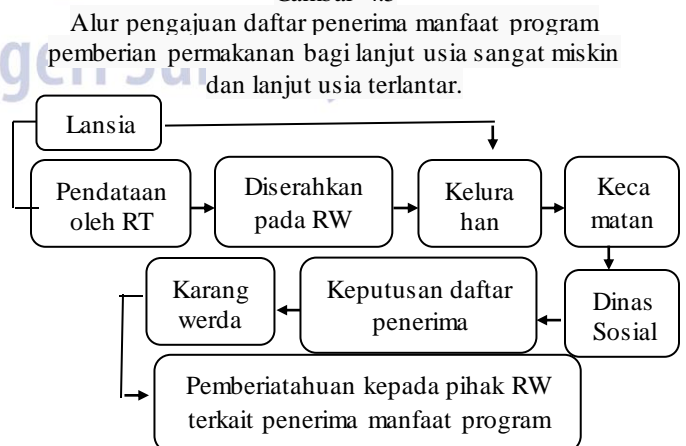 Alur pengajuan daftar penerima manfaat program
pemberian permakanan bagi lanjut usia sangat miskin
dan lanjut usia terlantar.
Lansia
Pendataan
oleh RT
Diserahkan
pada RW
Kelura
han
Keca
matan
Karang
werda
Keputusan daftar
penerima
Dinas
Sosial
Pemberiatahuan kepada pihak RW
terkait penerima manfaat program